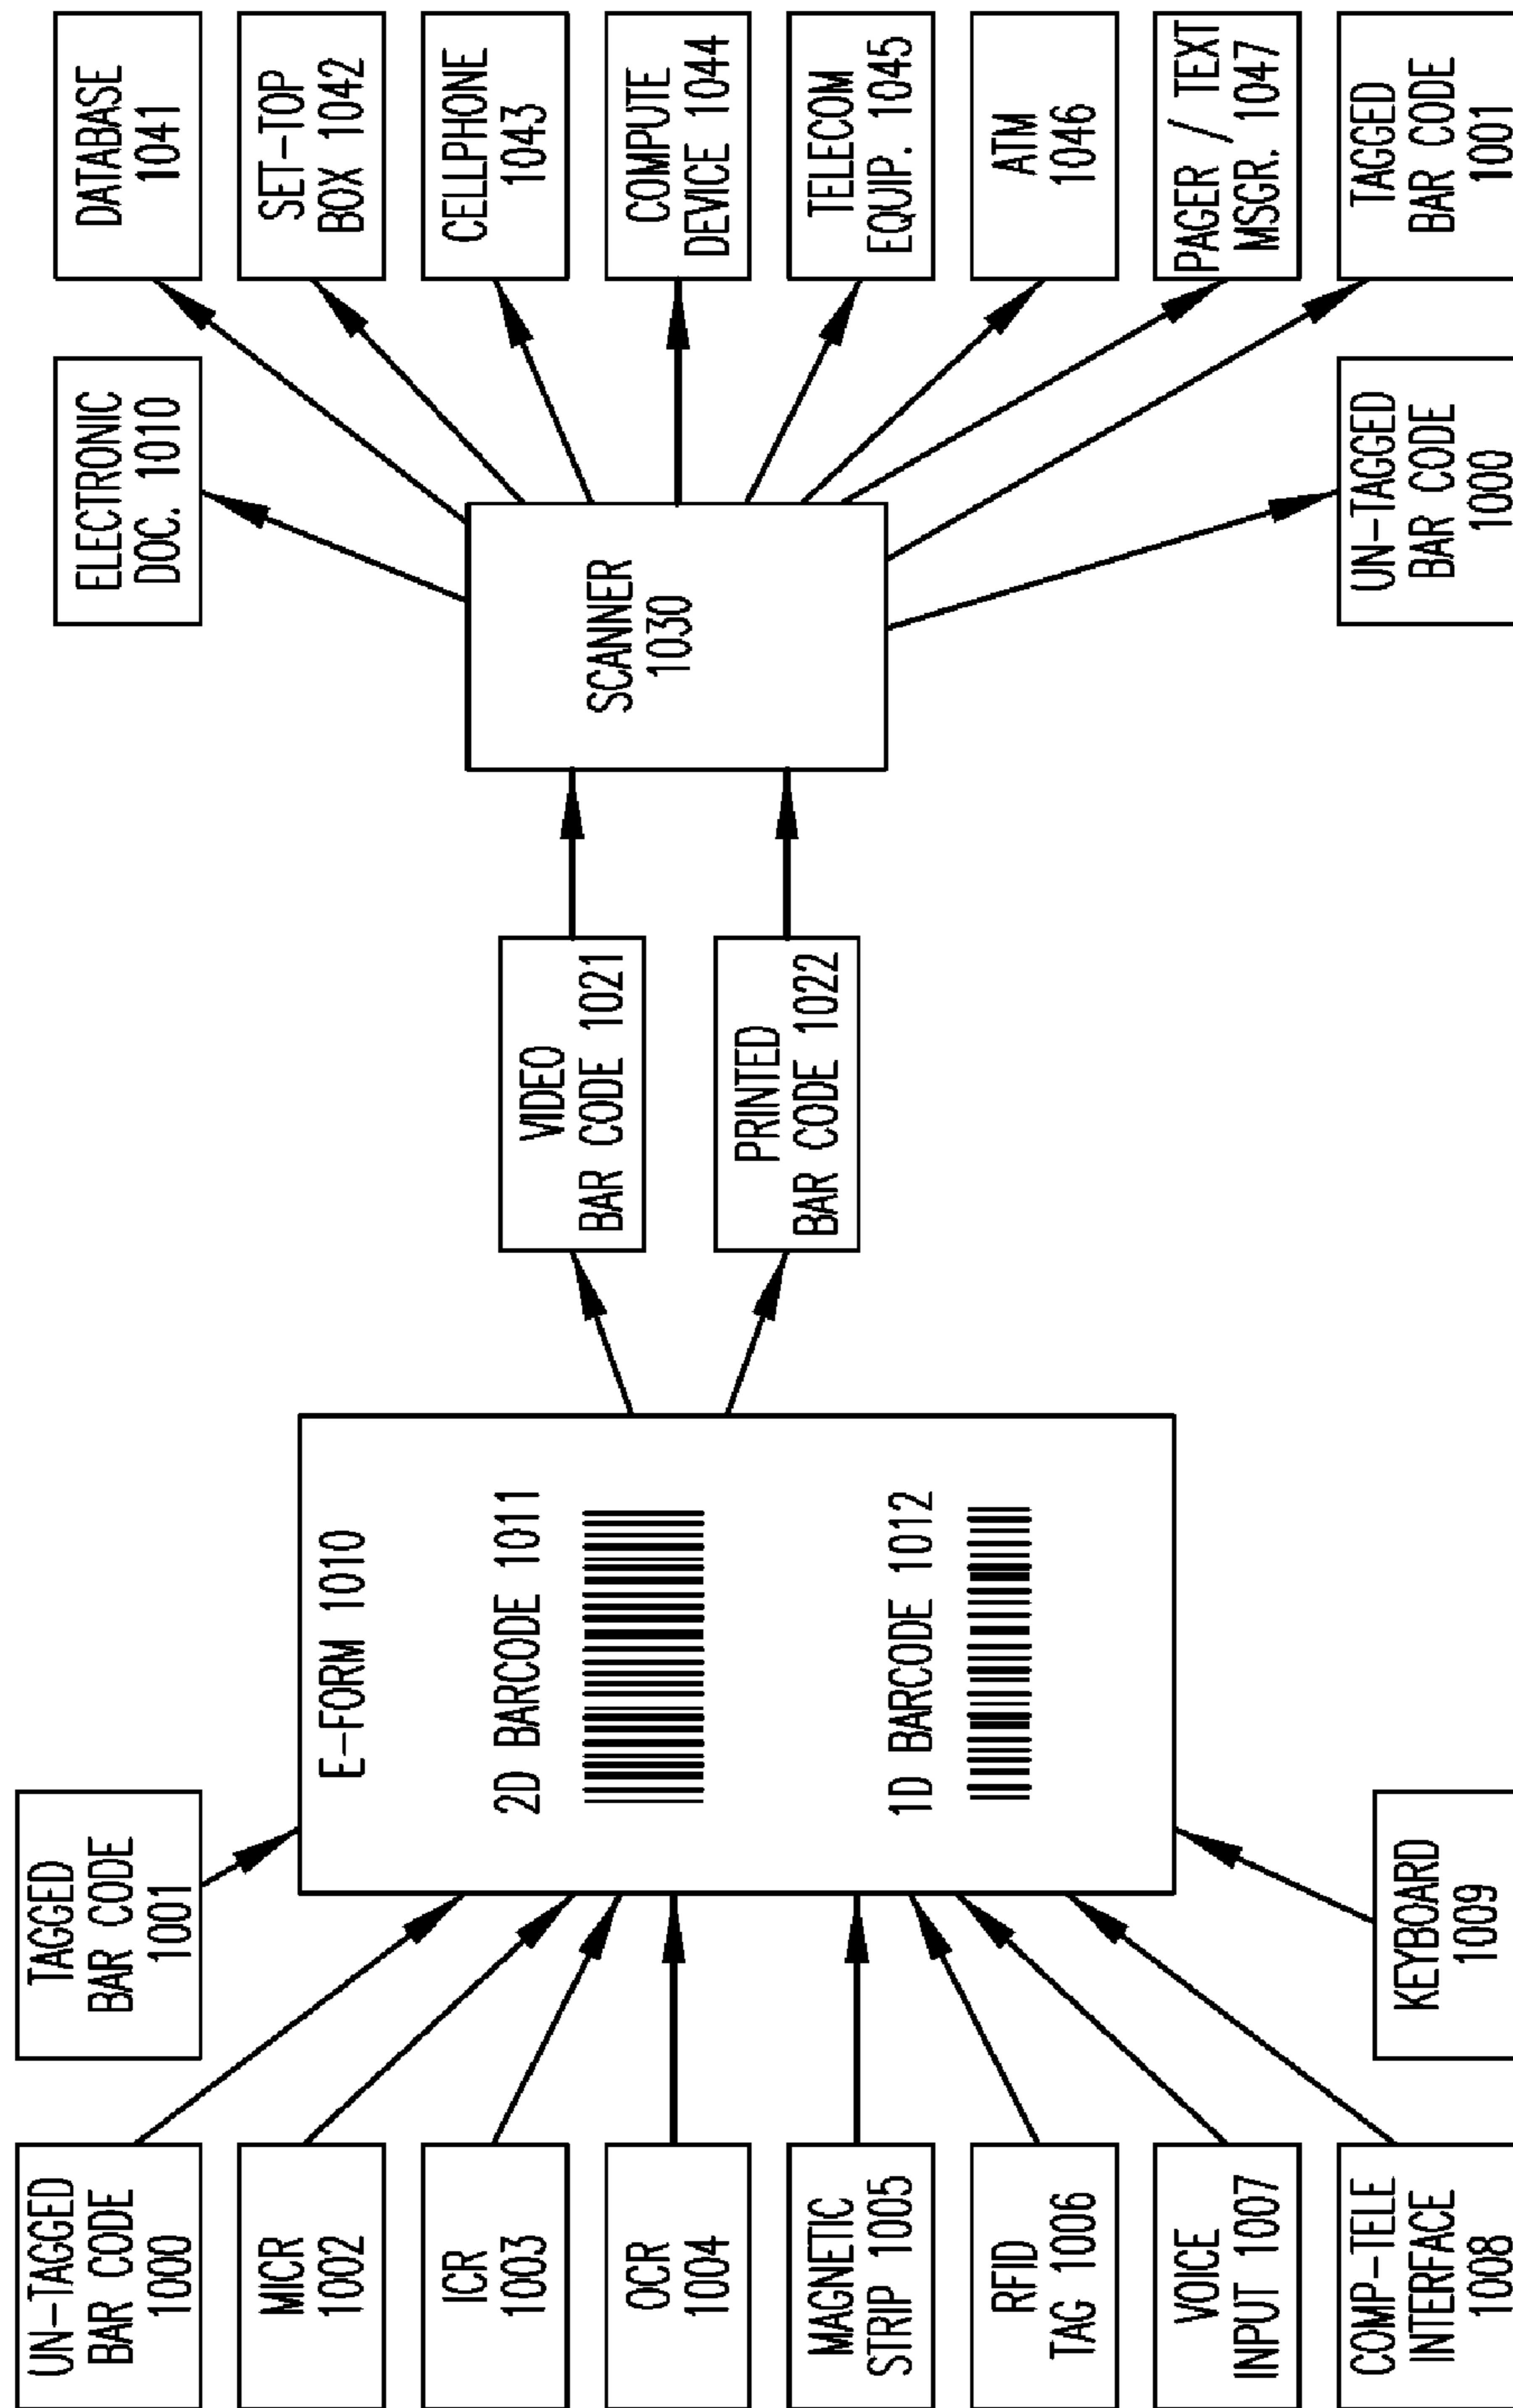 UN-TAGGED
BAR CODE
1000
TAGGED
BAR CODE
1001
MICR
1002
ICR
1003
OCR
1004
MAGNETIC
STRIP 1005
RFID
TAG 1006
VOICE
INPUT 1007
COMP-TELE
INTERFACE
1008
KEYBOARD
1009
E-FORM 1010
2D BARCODE 1011
1D BARCODE 1012
VIDEO
BAR CODE 1021
PRINTED
BAR CODE 1022
SCANNER
1030
ELECTRONIC
DOC. 1010
DATABASE
1041
SET-TOP
BOX 1042
CELLPHONE
1043
COMPUTE
DEVICE 1044
TELECOM
EQUIP. 1045
ATM
1046
PAGER / TEXT
MSGR. 1047
TAGGED
BAR CODE
1001
UN-TAGGED
BAR CODE
1000